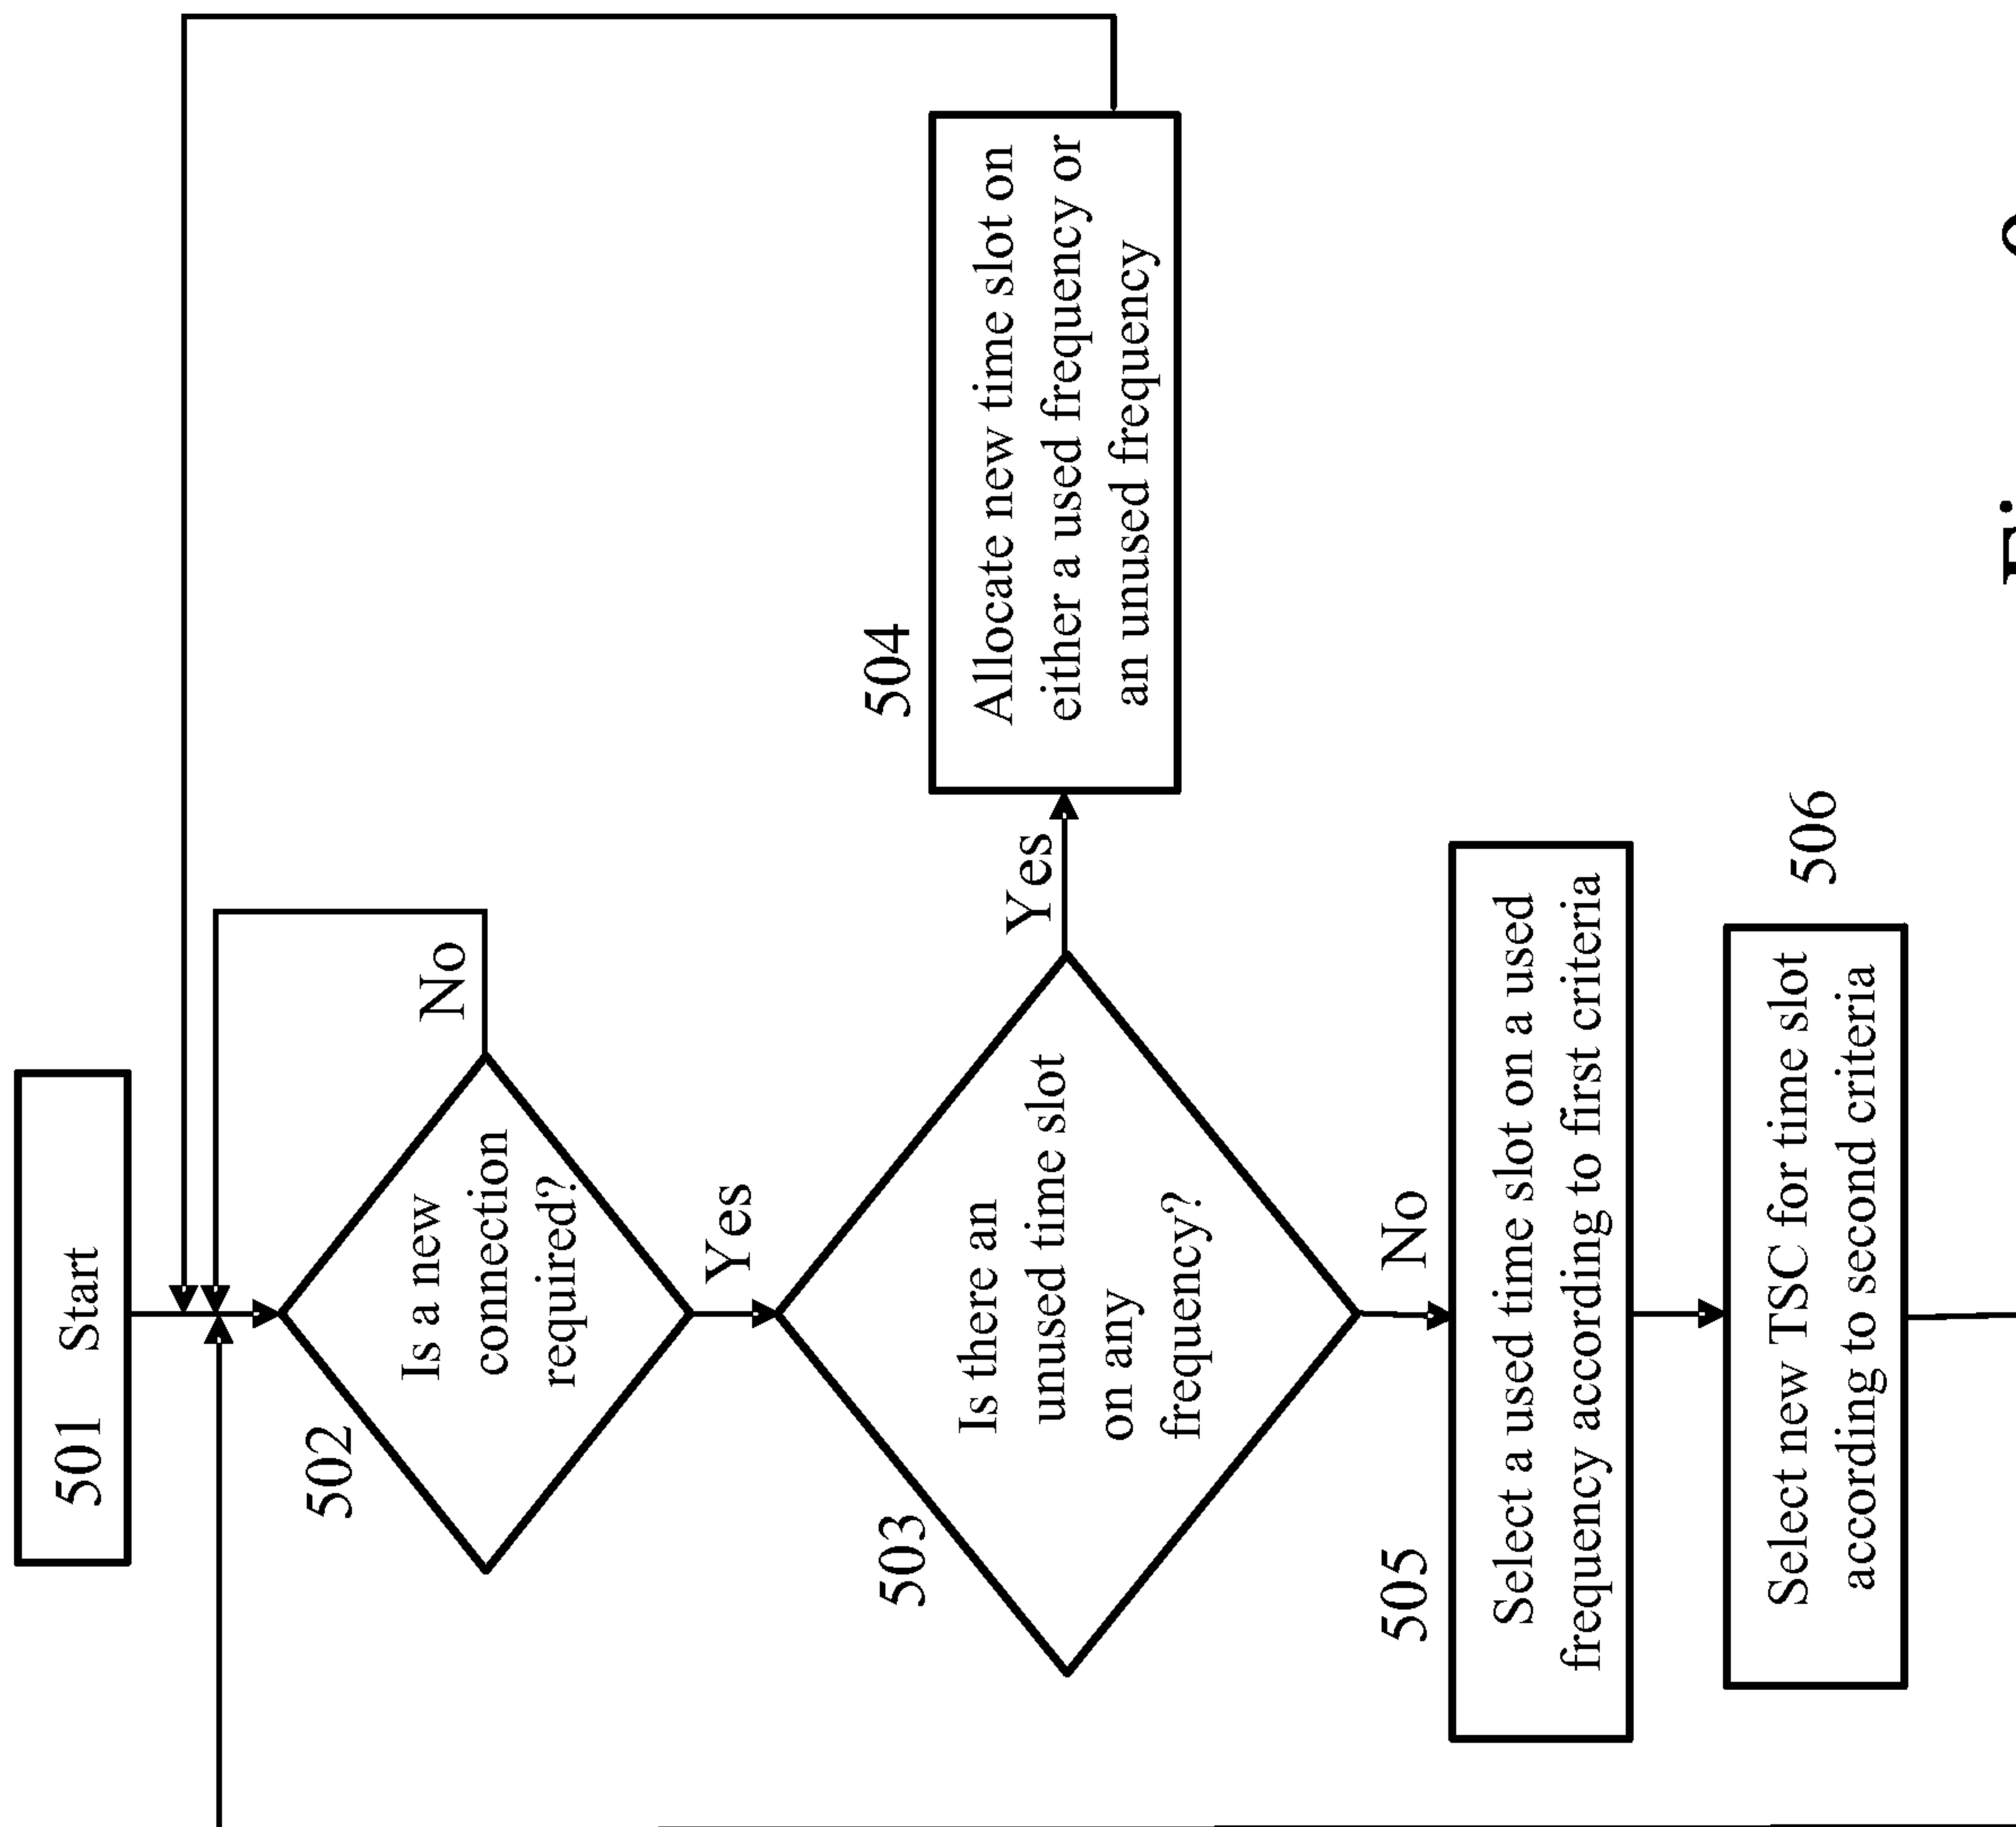 501 Start
502
Is a new
connection
required?
No
Yes
503
Is there an
unused time slot
on any
frequency?
Yes
504
Allocate new time slot on
either a used frequency or
an unused frequency
No
505
Select a used time slot on a used
frequency according to first criteria
506
Select new TSC for time slot
according to second criteria